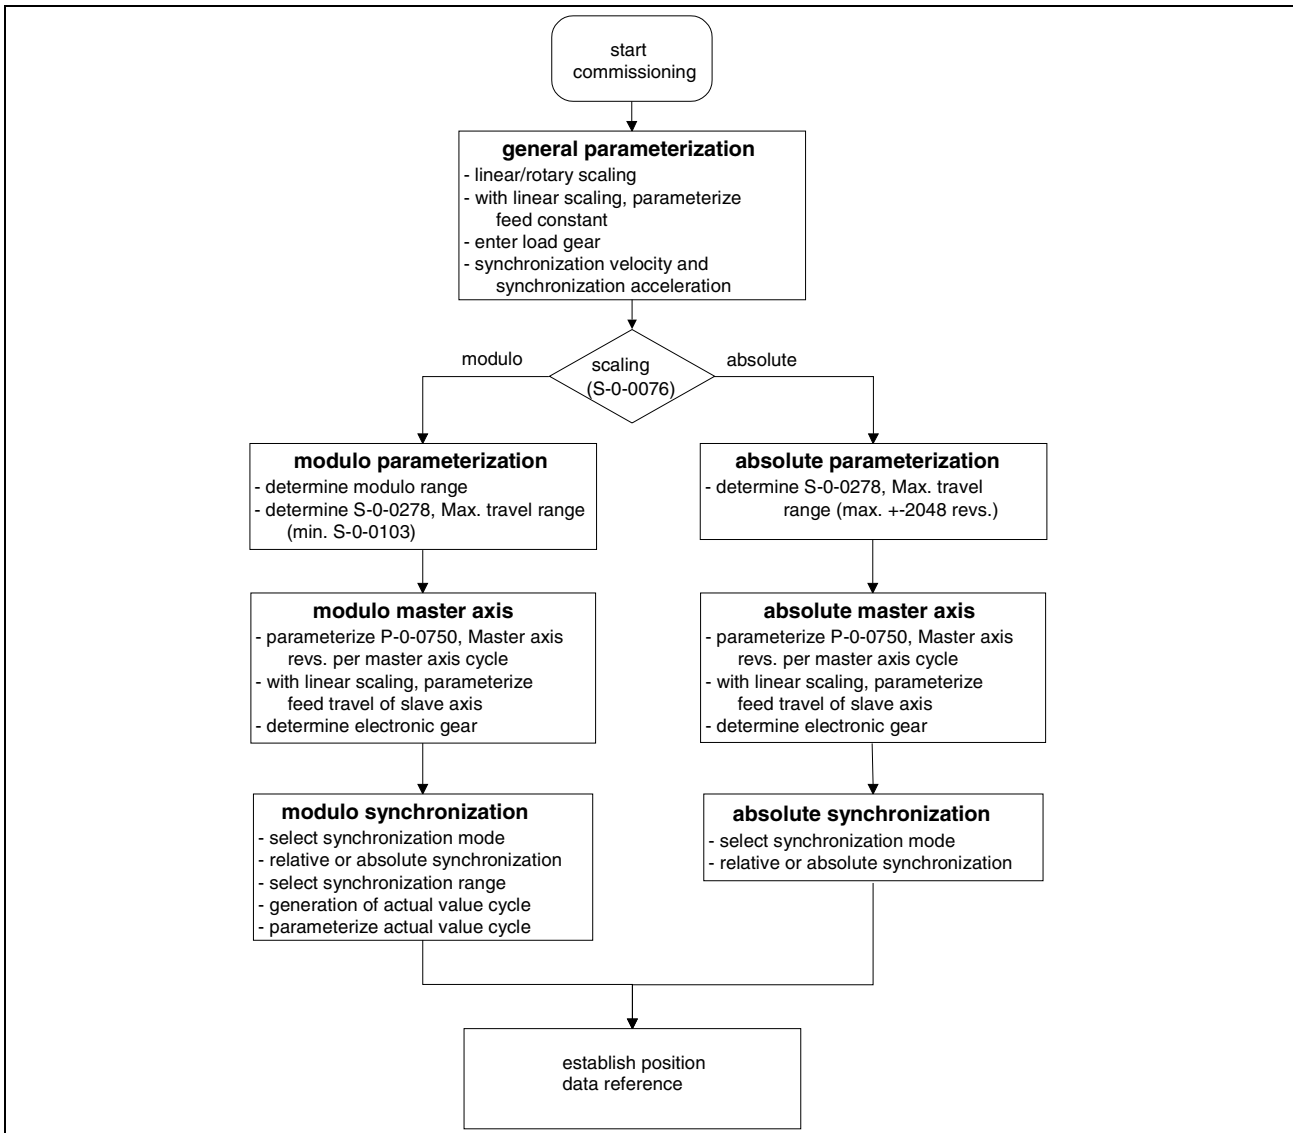 start
commissioning
general parameterization
- linear/rotary scaling
- with linear scaling, parameterize
feed constant
- enter load gear
- synchronization velocity and
synchronization acceleration
modulo
scaling
(S-0-0076)
absolute
modulo parameterization
- determine modulo range
- determine S-0-0278, Max. travel range
(min. S-0-0103)
absolute parameterization
- determine S-0-0278, Max. travel
range (max. +-2048 revs.)
modulo master axis
- parameterize P-0-0750, Master axis
revs. per master axis cycle
- with linear scaling, parameterize
feed travel of slave axis
- determine electronic gear
absolute master axis
- parameterize P-0-0750, Master axis
revs. per master axis cycle
- with linear scaling, parameterize
feed travel of slave axis
- determine electronic gear
modulo synchronization
- select synchronization mode
- relative or absolute synchronization
- select synchronization range
- generation of actual value cycle
- parameterize actual value cycle
absolute synchronization
- select synchronization mode
- relative or absolute synchronization
establish position
data reference